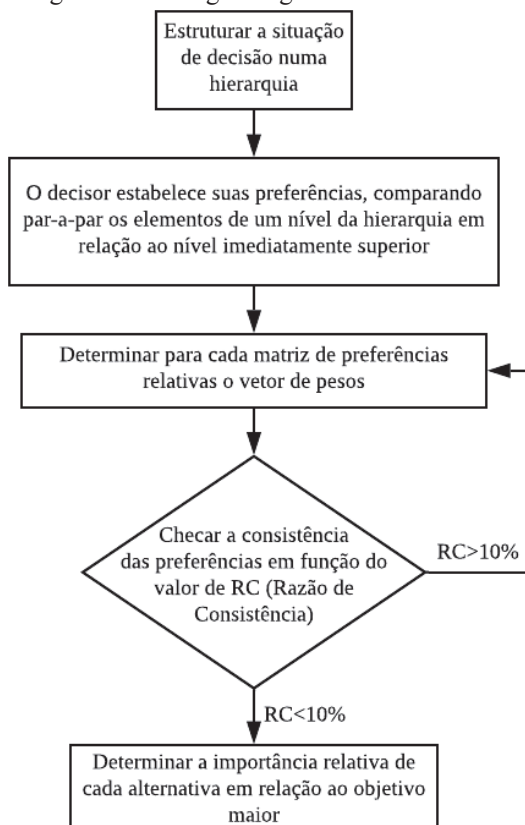 Estruturar a situação
de decisão numa
hierarquia
O decisor estabelece suas preferências, comparando
par-a-par os elementos de um nível da hierarquia em
relação ao nível imediatamente superior
Determinar para cada matriz de preferências
relativas o vetor de pesos
Checar a consistência
das preferências em função do
valor de RC (Razão de
Consistência)
RC>10%
RC<10%
Determinar a importância relativa de
cada alternativa em relação ao objetivo
maior